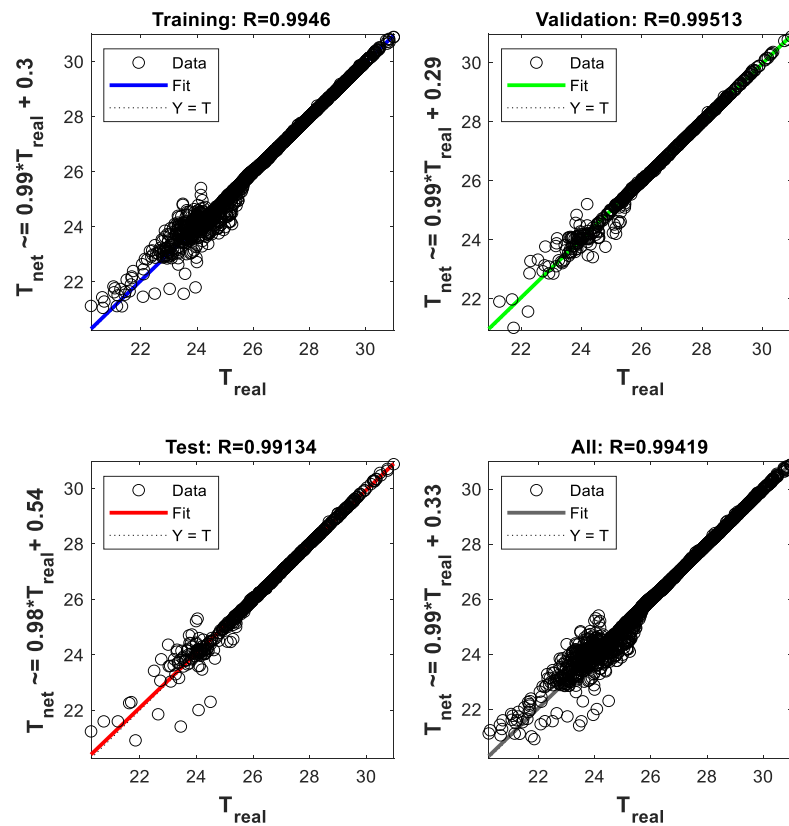 Training: R=0.9946
T_net ~= 0.99*T_real + 0.3
30
28
26
24
22
Data
Fit
Y = T
22 24 26 28 30
T_real
Validation: R=0.99513
T_net ~= 0.99*T_real + 0.29
30
28
26
24
22
Data
Fit
Y = T
22 24 26 28 30
T_real
Test: R=0.99134
T_net ~= 0.98*T_real + 0.54
30
28
26
24
22
Data
Fit
Y = T
22 24 26 28 30
T_real
All: R=0.99419
T_net ~= 0.99*T_real + 0.33
30
28
26
24
22
Data
Fit
Y = T
22 24 26 28 30
T_real